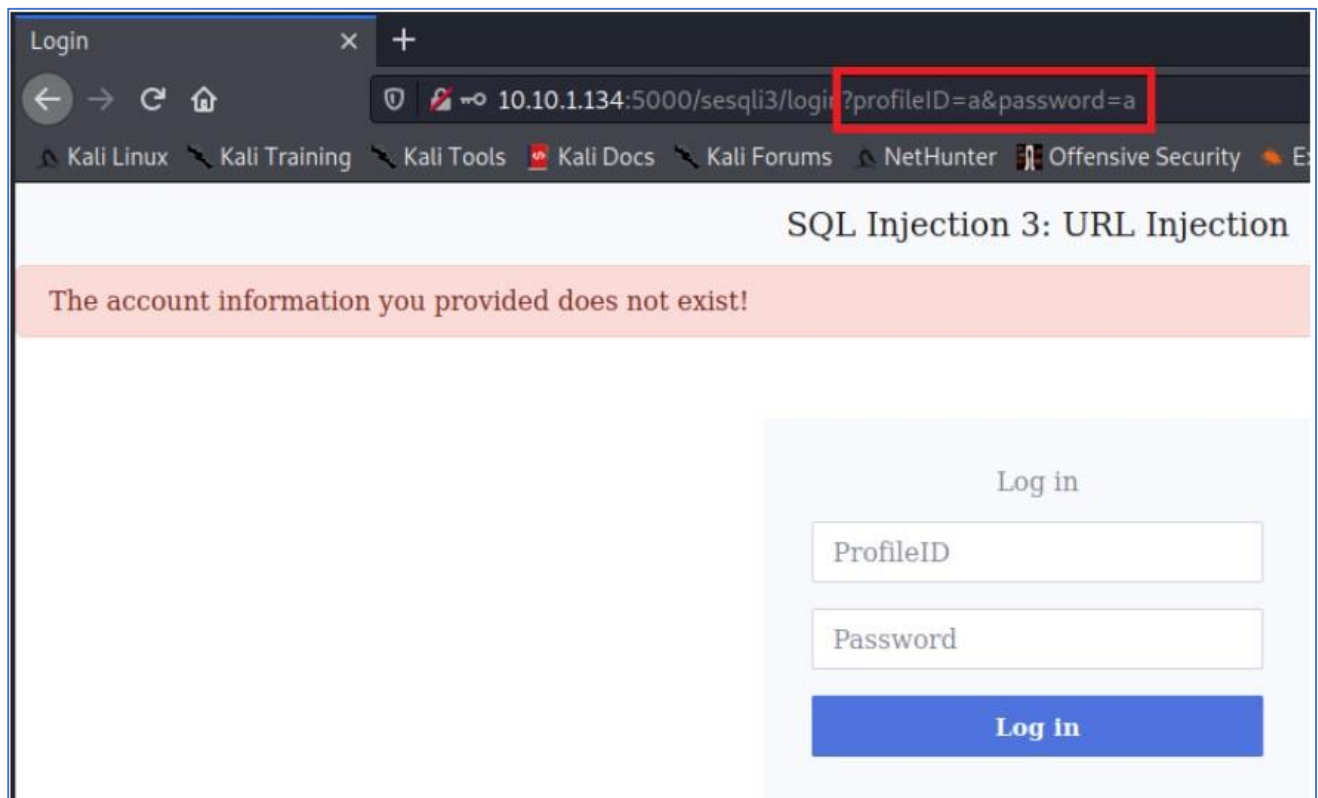 Login × +
10.10.1.134:5000/sesqli3/login?profileID=a&password=a
Kali Linux Kali Training Kali Tools Kali Docs Kali Forums NetHunter Offensive Security
SQL Injection 3: URL Injection
The account information you provided does not exist!
Log in
ProfileID
Password
Log in